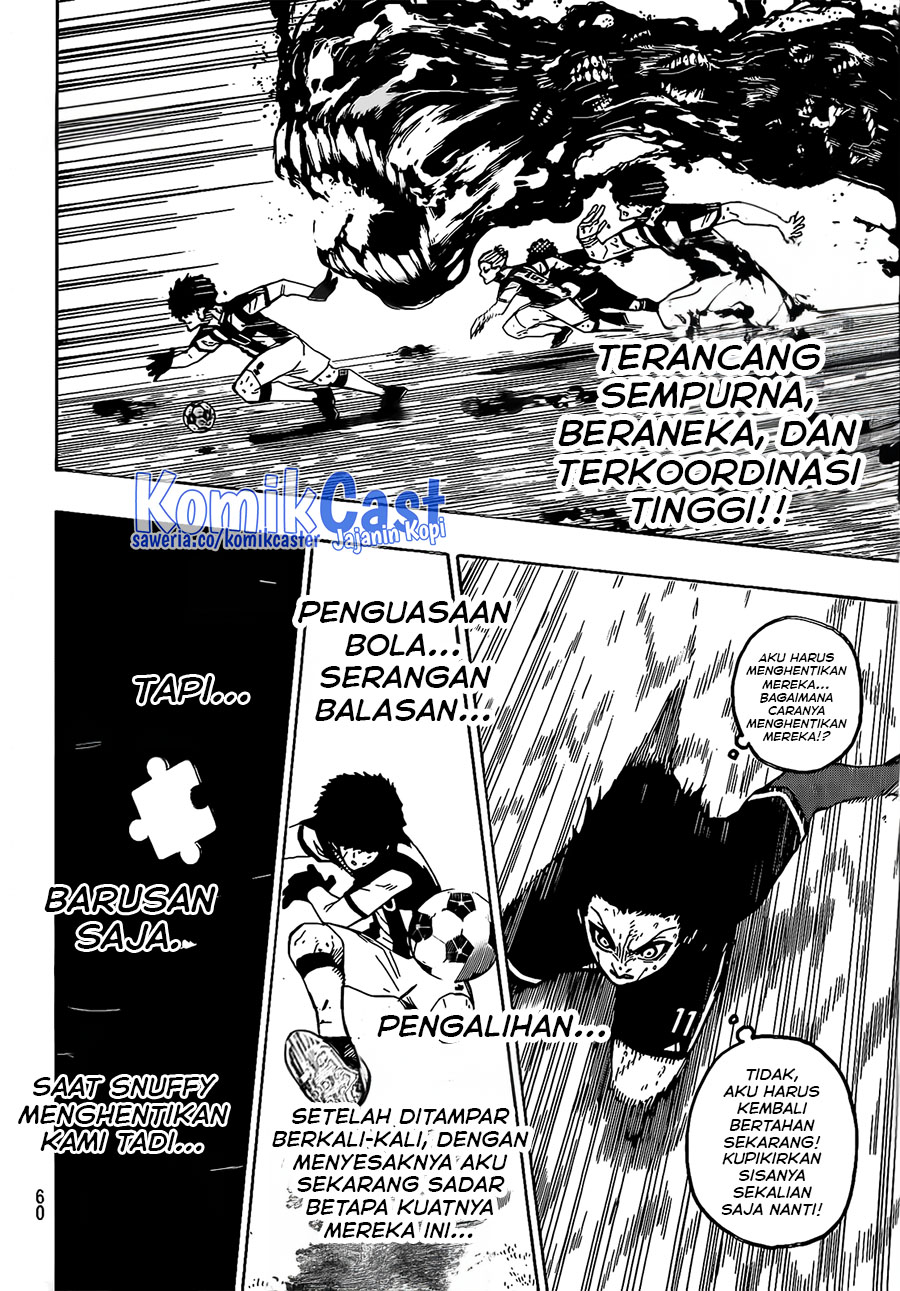 TERANCANG
SEMPURNA,
BERANEKA, DAN
TERKOORDINASI
TINGGI!!
KomikCast
saweria.co/komikcaster Jajanin Kopi
AKU HARUS
MENGHENTIKAN
MEREKA...
BAGAIMANA
CARANYA
MENGHENTIKAN
MEREKA!?
11
TIDAK,
AKU HARUS
KEMBALI
BERTAHAN
SEKARANG!
KUPIKIRKAN
SISANYA
SEKALIAN
SAJA NANTI!
PENGUASAAN
BOLA...!
SERANGAN
BALASAN!..
PENGALIHAN...
SETELAH DITAMPAR
BERKALI-KALI, DENGAN
MENYESAKNYA AKU
SEKARANG SADAR
BETAPA KUATNYA
MEREKA INI...
TAPI...
BARUSAN
SAJA.
SAAT SNUFFY
MENGHENTIKAN
KAMI TADI...
60